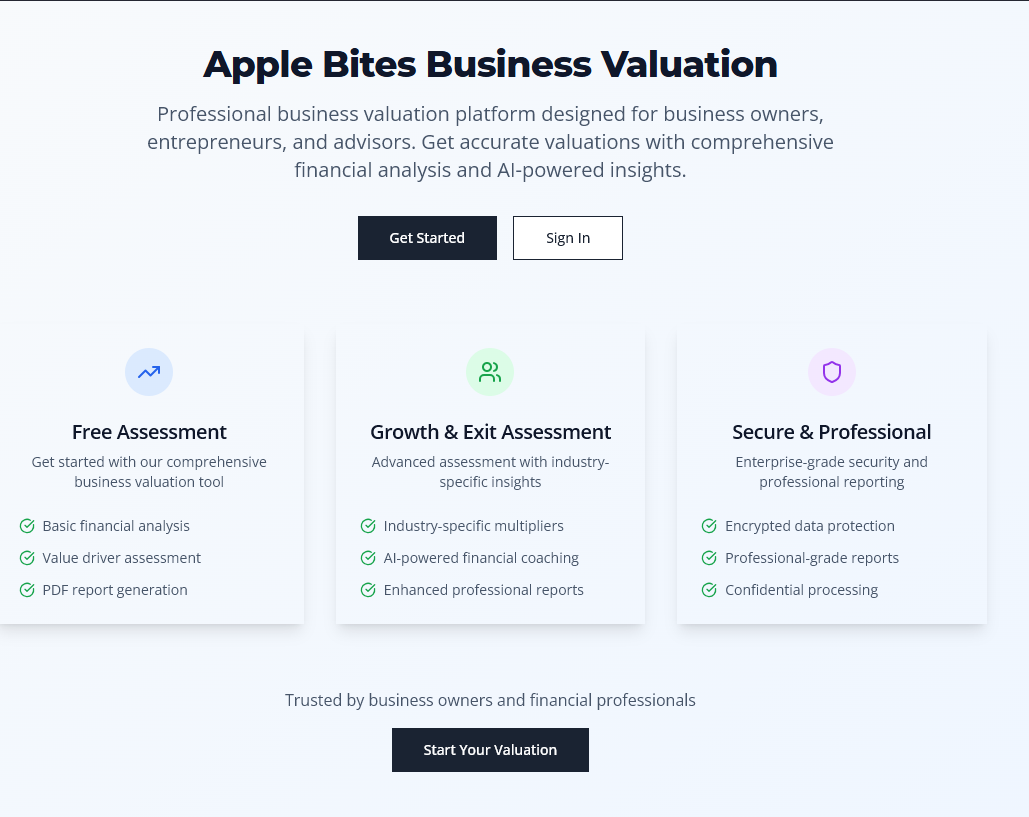 Apple Bites Business Valuation
Professional business valuation platform designed for business owners,
entrepreneurs, and advisors. Get accurate valuations with comprehensive
financial analysis and AI-powered insights.
Get Started
Sign In
Free Assessment
Get started with our comprehensive
business valuation tool
Basic financial analysis
Value driver assessment
PDF report generation
Growth & Exit Assessment
Advanced assessment with industry-
specific insights
Industry-specific multipliers
AI-powered financial coaching
Enhanced professional reports
Secure & Professional
Enterprise-grade security and
professional reporting
Encrypted data protection
Professional-grade reports
Confidential processing
Trusted by business owners and financial professionals
Start Your Valuation